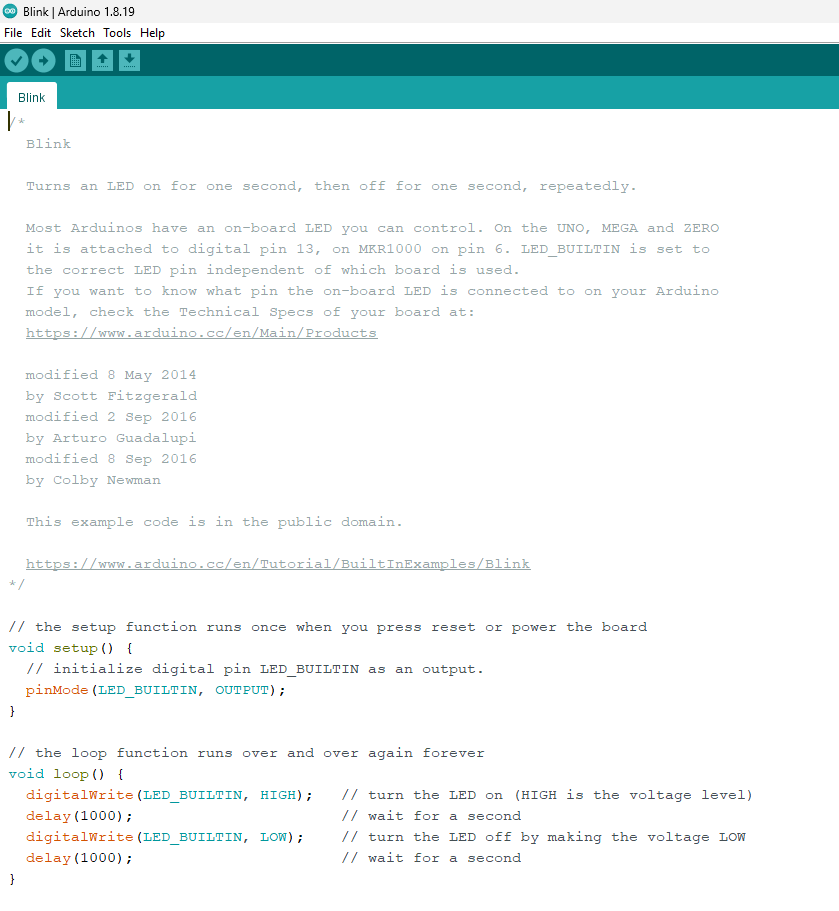 Blink | Arduino 1.8.19
File Edit Sketch Tools Help
Blink
/*
  Blink

  Turns an LED on for one second, then off for one second, repeatedly.

  Most Arduinos have an on-board LED you can control. On the UNO, MEGA and ZERO
  it is attached to digital pin 13, on MKR1000 on pin 6. LED_BUILTIN is set to
  the correct LED pin independent of which board is used.
  If you want to know what pin the on-board LED is connected to on your Arduino
  model, check the Technical Specs of your board at:
  https://www.arduino.cc/en/Main/Products

  modified 8 May 2014
  by Scott Fitzgerald
  modified 2 Sep 2016
  by Arturo Guadalupi
  modified 8 Sep 2016
  by Colby Newman

  This example code is in the public domain.

  https://www.arduino.cc/en/Tutorial/BuiltInExamples/Blink
*/

// the setup function runs once when you press reset or power the board
void setup() {
  // initialize digital pin LED_BUILTIN as an output.
  pinMode(LED_BUILTIN, OUTPUT);
}

// the loop function runs over and over again forever
void loop() {
  digitalWrite(LED_BUILTIN, HIGH);   // turn the LED on (HIGH is the voltage level)
  delay(1000);                       // wait for a second
  digitalWrite(LED_BUILTIN, LOW);    // turn the LED off by making the voltage LOW
  delay(1000);                       // wait for a second
}